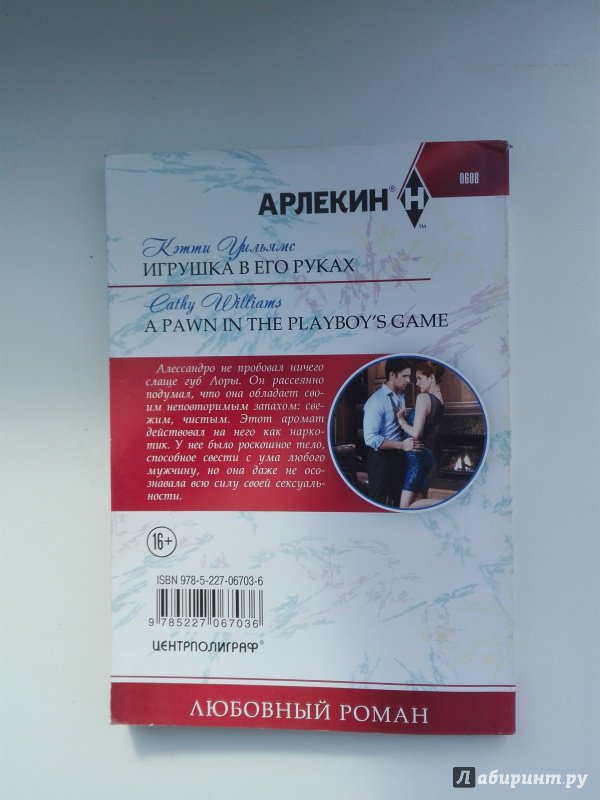 0608
АРЛЕКИН® Н
™
Кэтти Уильямс
ИГРУШКА В ЕГО РУКАХ
Cathy Williams
A PAWN IN THE PLAYBOY'S GAME
Алессандро не пробовал ничего
слаще губ Лоры. Он рассеянно
подумал, что она обладает сво-
им неповторимым запахом: све-
жим, чистым. Этот аромат
действовал на него как нарко-
тик. У нее было роскошное тело,
способное свести с ума любого
мужчину, но она даже не осо-
знавала всю силу своей сексуаль-
ности.
16+
ISBN 978-5-227-06703-6
9 785227 067036
ЦЕНТРПОЛИГРАФ®
ЛЮБОВНЫЙ РОМАН
Лабиринт.ру